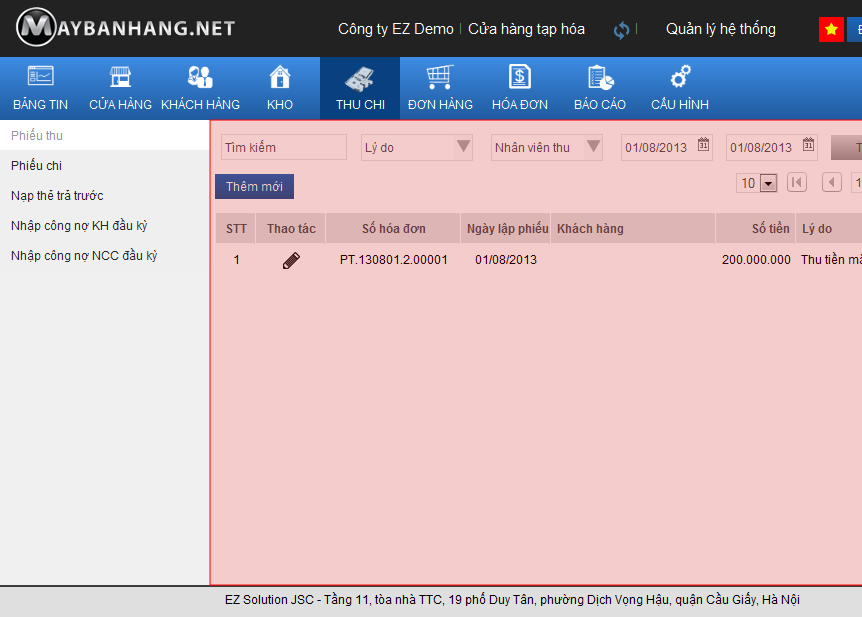 MAYBANHANG.NET
Công ty EZ Demo | Cửa hàng tạp hóa | Quản lý hệ thống
BẢNG TIN CỬA HÀNG KHÁCH HÀNG KHO THU CHI ĐƠN HÀNG HÓA ĐƠN BÁO CÁO CẤU HÌNH
Phiếu thu
Phiếu chi
Nạp thẻ trả trước
Nhập công nợ KH đầu kỳ
Nhập công nợ NCC đầu kỳ
Tìm kiếm Lý do Nhân viên thu 01/08/2013 01/08/2013
Thêm mới 10
STT Thao tác Số hóa đơn Ngày lập phiếu Khách hàng Số tiền Lý do
1 PT.130801.2.00001 01/08/2013 200.000.000 Thu tiền
EZ Solution JSC - Tầng 11, tòa nhà TTC, 19 phố Duy Tân, phường Dịch Vọng Hậu, quận Cầu Giấy, Hà Nội